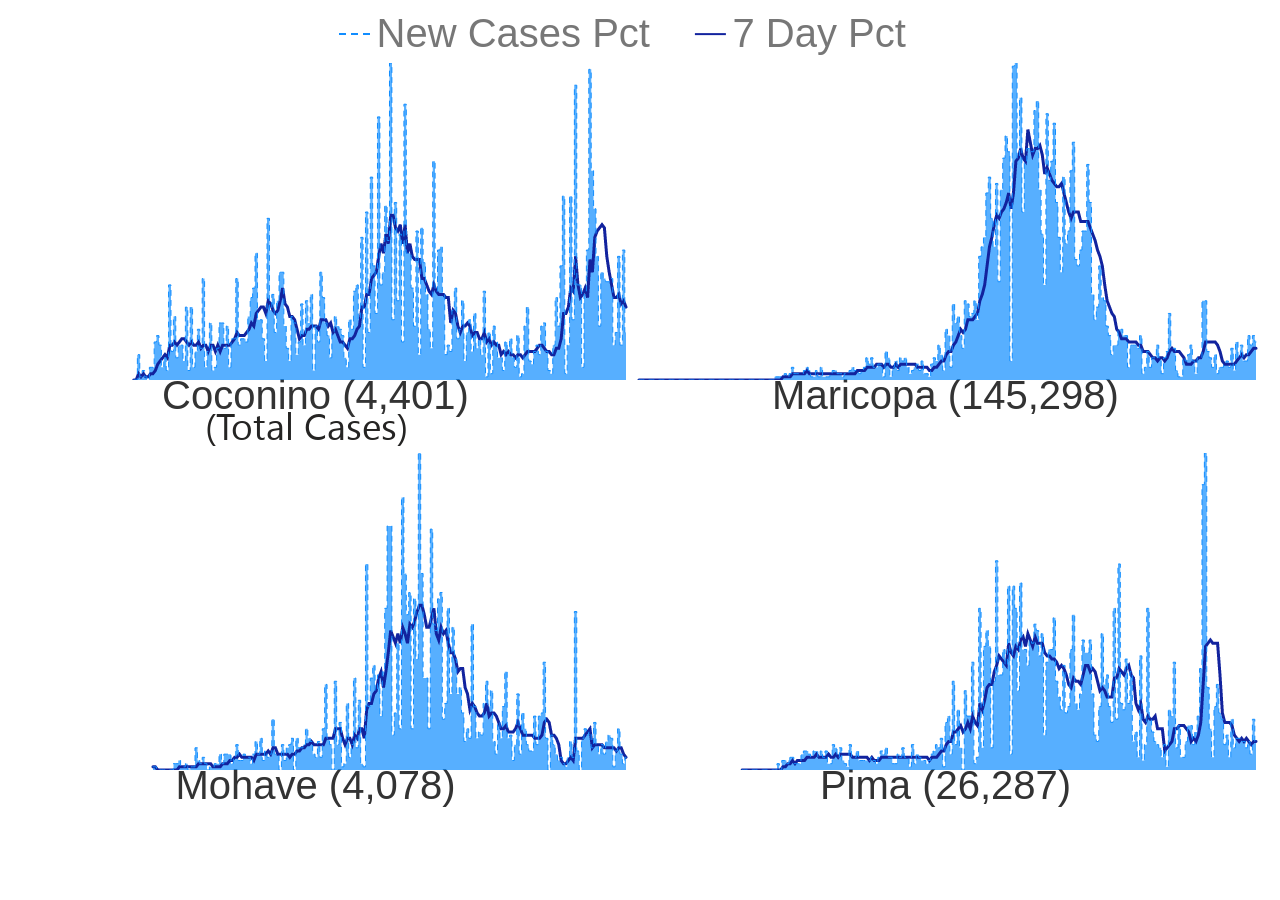 New Cases Pct 7 Day Pct
Coconino (4,401) Maricopa (145,298)
(Total Cases)
Mohave (4,078) Pima (26,287)